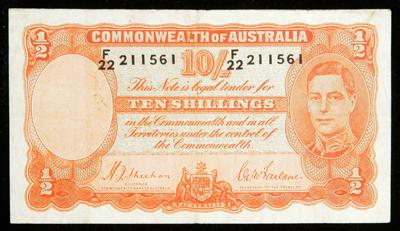 1/2 COMMONWEALTH OF AUSTRALIA 1/2
F/22 211561 10/- F/22 211561
This Note is legal tender for
TEN SHILLINGS
in the Commonwealth and in all
Territories under the control of
the Commonwealth.
H.J. Sheehan
GOVERNOR
COMMONWEALTH BANK OF AUSTRALIA
S.G. McFarlane
SECRETARY TO THE TREASURY
1/2 AUSTRALIA 1/2